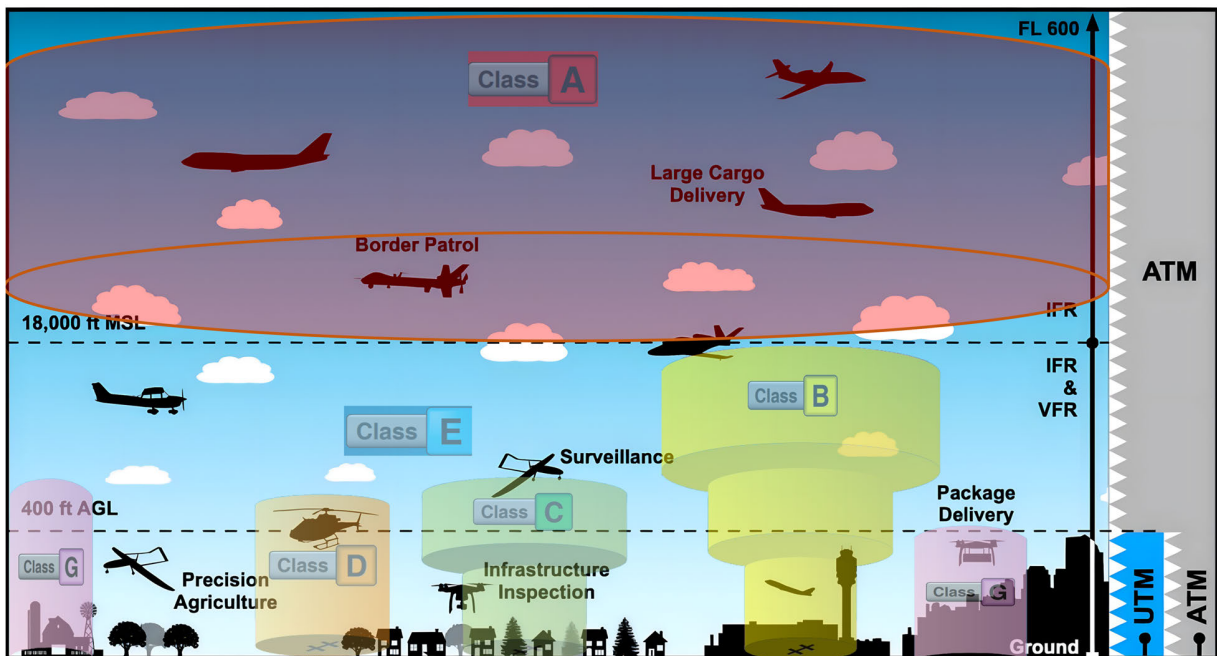 FL 600
Class A
Large Cargo
Delivery
Border Patrol
ATM
18,000 ft MSL
IFR
IFR
&
VFR
Class B
Class E
Surveillance
Package
Delivery
400 ft AGL
Class C
Class G
Precision
Agriculture
Class D
Infrastructure
Inspection
Class G
Ground
UTM
ATM